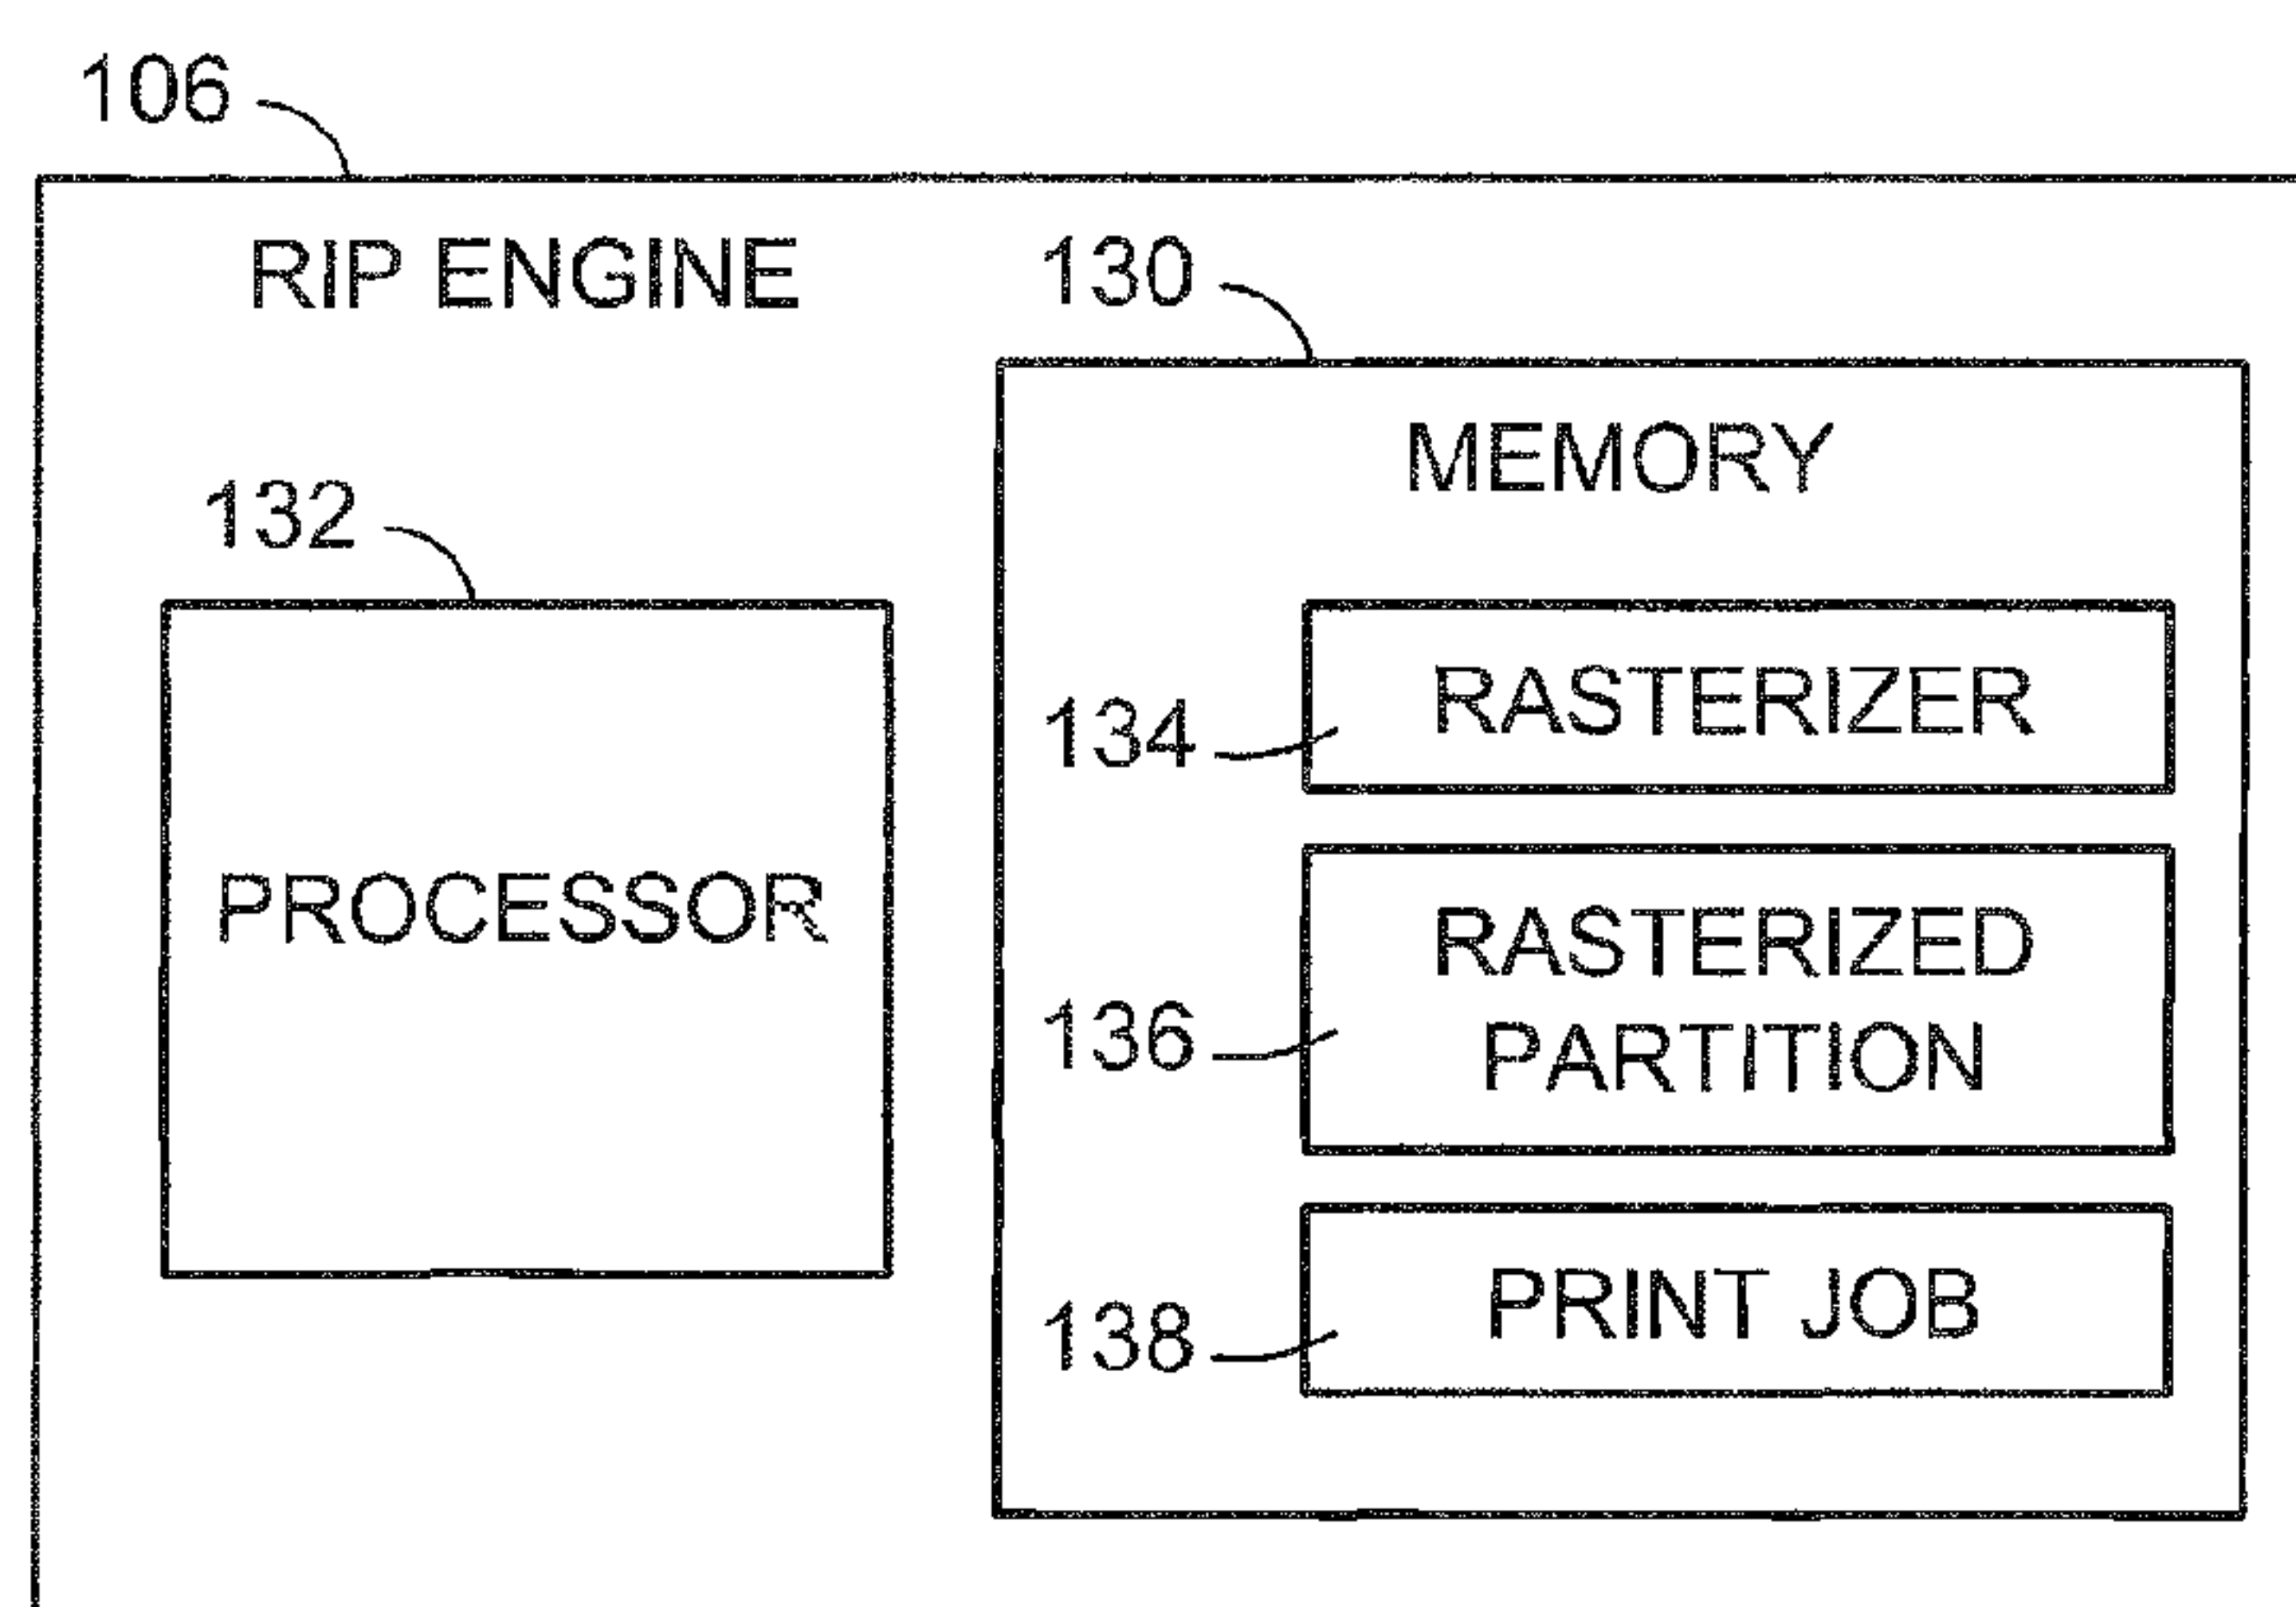 106
RIP ENGINE
130
MEMORY
132
RASTERIZER
134
PROCESSOR
RASTERIZED
136
PARTITION
PRINT JOB
138